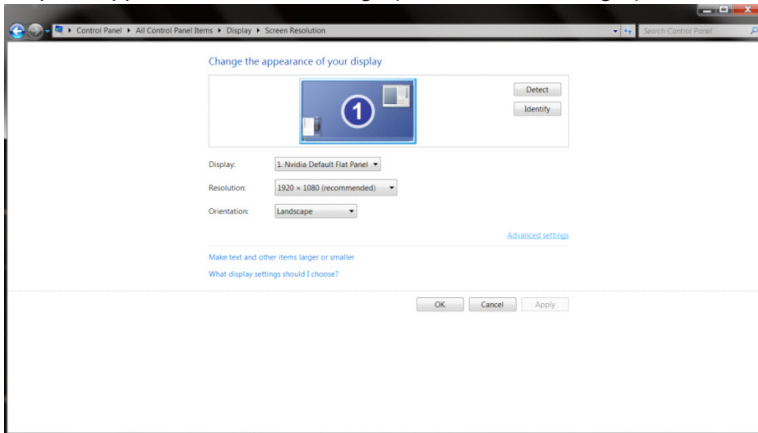 Control Panel ▸ All Control Panel Items ▸ Display ▸ Screen Resolution
Search Control Panel
Change the appearance of your display
1
Detect
Identify
Display: 1. Nvidia Default Flat Panel
Resolution: 1920 × 1080 (recommended)
Orientation: Landscape
Advanced settings
Make text and other items larger or smaller
What display settings should I choose?
OK Cancel Apply